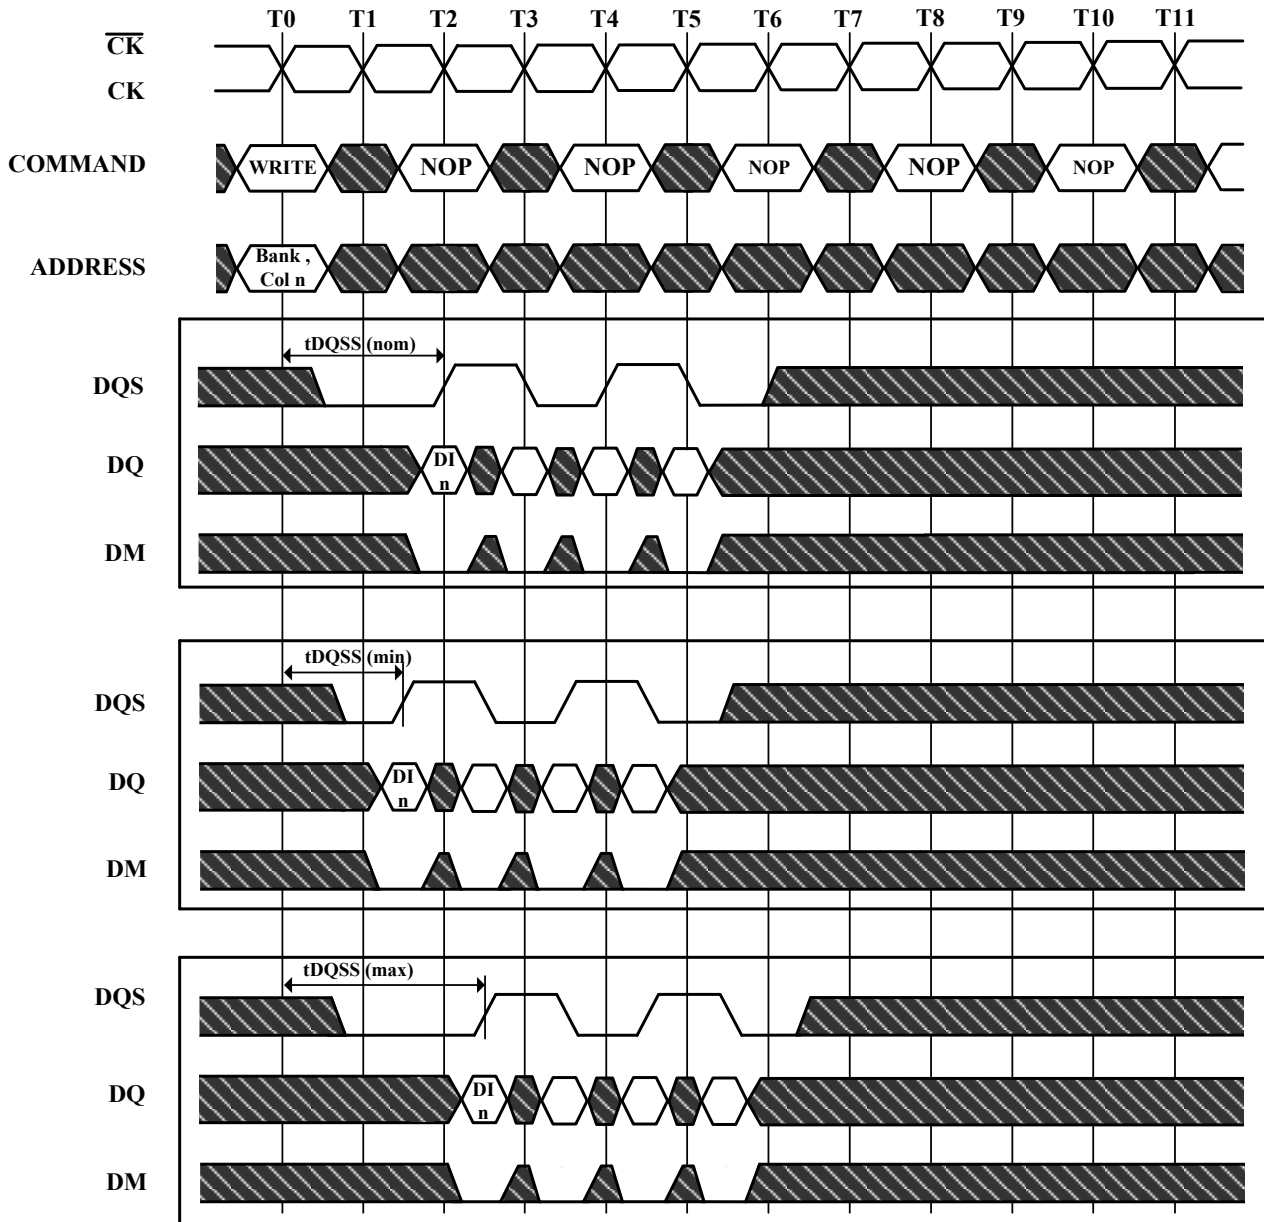 T0 T1 T2 T3 T4 T5 T6 T7 T8 T9 T10 T11
CK
CK
COMMAND WRITE NOP NOP NOP NOP NOP
ADDRESS Bank ,
Col n
tDQSS (nom)
DQS
DQ DI
n
DM
tDQSS (min)
DQS
DQ DI
n
DM
tDQSS (max)
DQS
DQ DI
n
DM